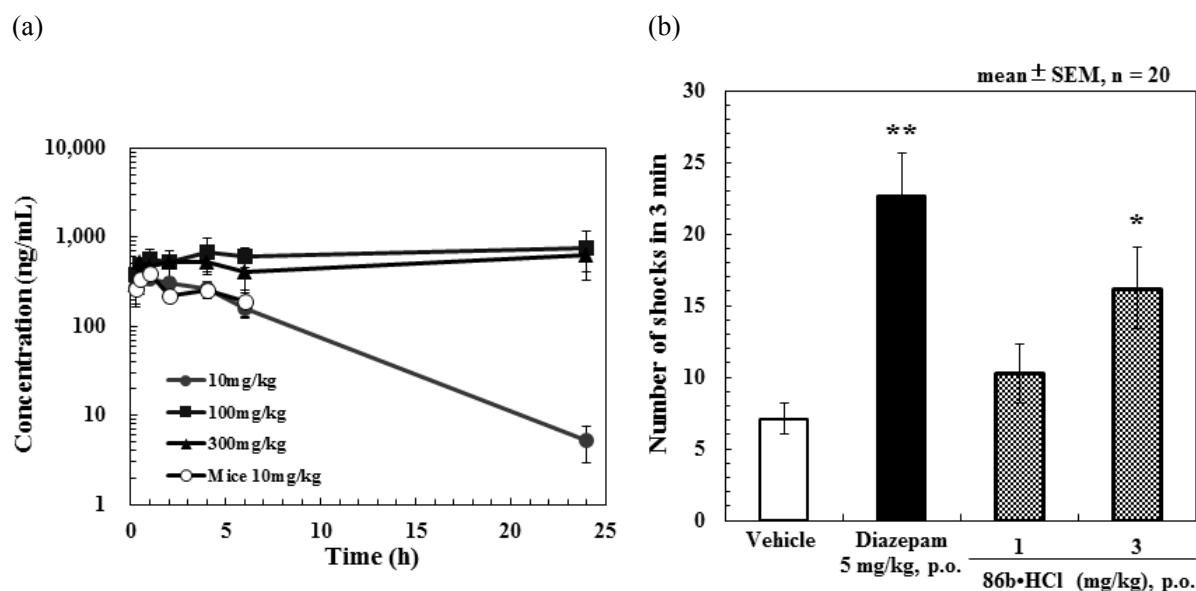 (a)
10,000
1,000
100
10
1
Concentration (ng/mL)
10mg/kg
100mg/kg
300mg/kg
Mice 10mg/kg
0 5 10 15 20 25
Time (h)
(b)
mean ± SEM, n = 20
30
25
20
15
10
5
0
Number of shocks in 3 min
**
*
Vehicle Diazepam 1 3
5 mg/kg, p.o. 86b•HCl (mg/kg), p.o.